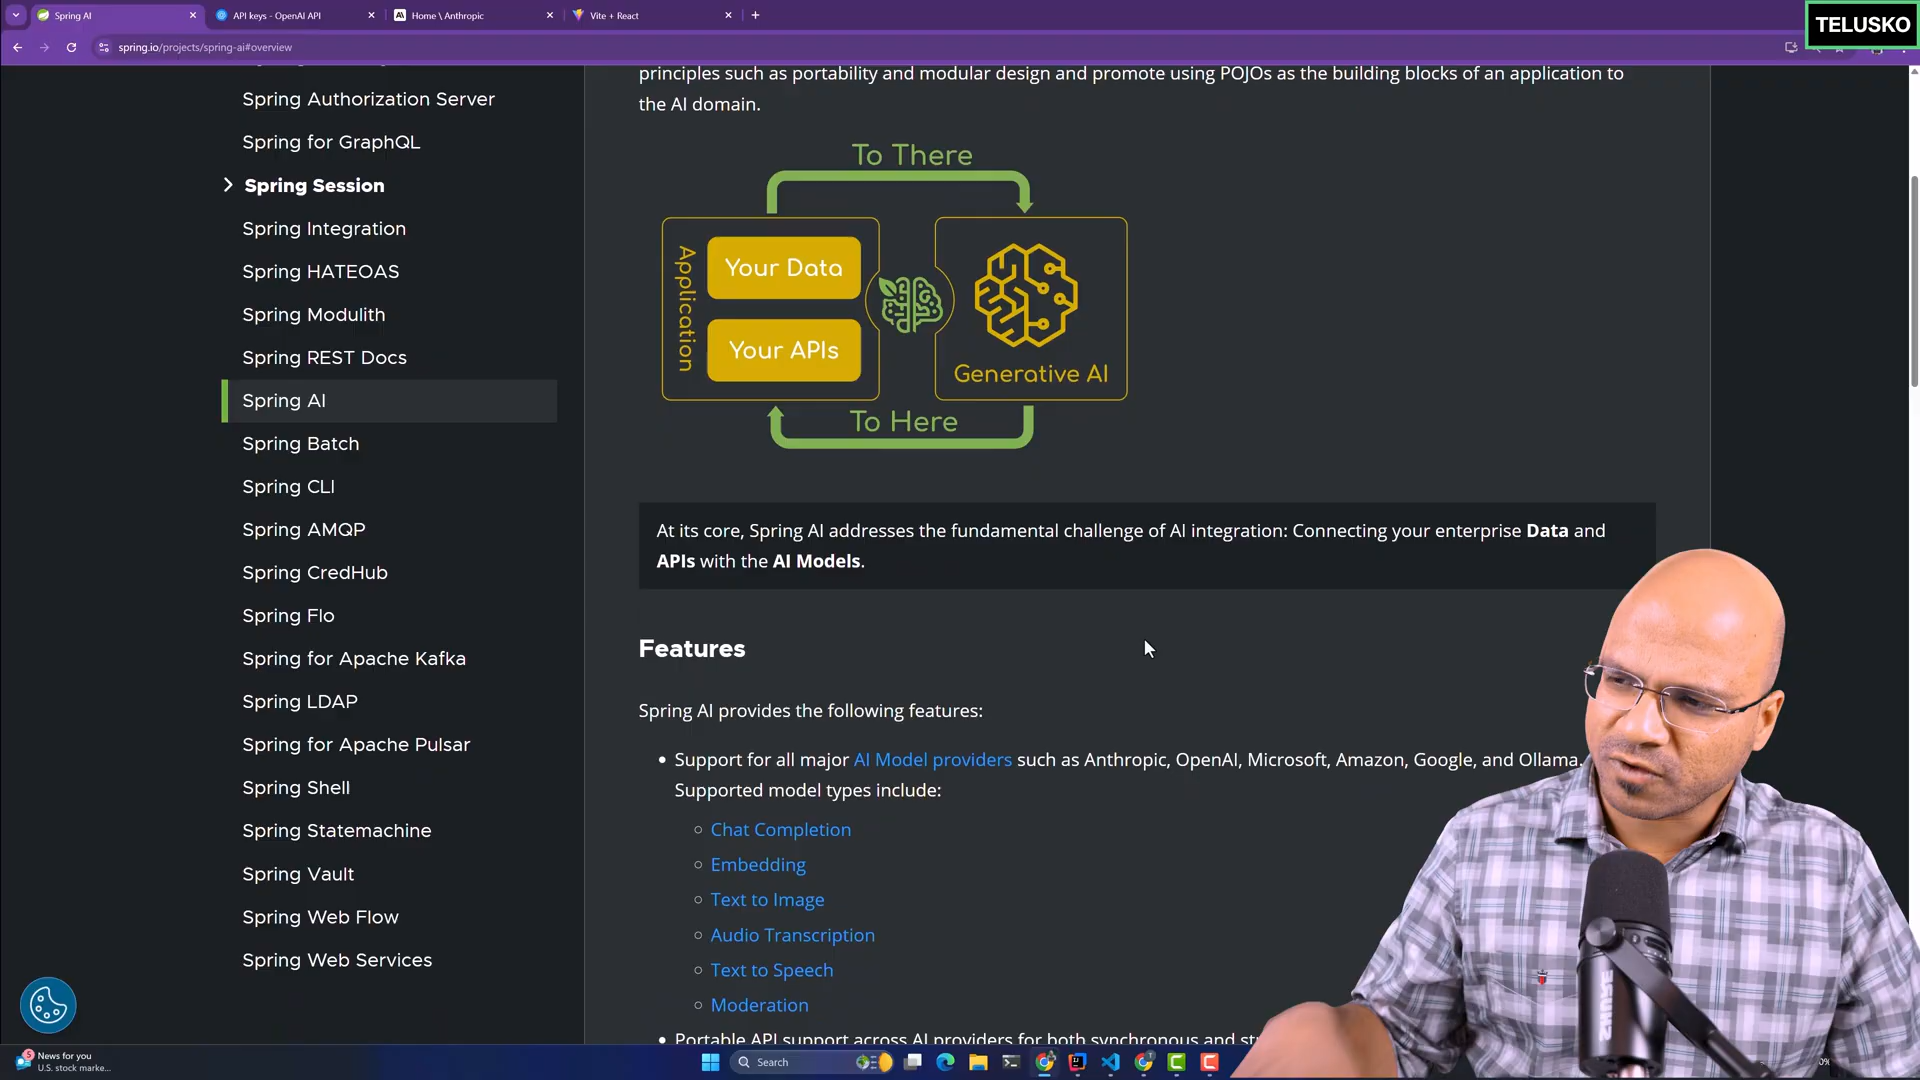 Spring AI
API keys - OpenAI API
Home \ Anthropic
Vite + React
TELUSKO
spring.io/projects/spring-ai#overview
Spring Authorization Server
Spring for GraphQL
Spring Session
Spring Integration
Spring HATEOAS
Spring Modulith
Spring REST Docs
Spring AI
Spring Batch
Spring CLI
Spring AMQP
Spring CredHub
Spring Flo
Spring for Apache Kafka
Spring LDAP
Spring for Apache Pulsar
Spring Shell
Spring Statemachine
Spring Vault
Spring Web Flow
Spring Web Services
principles such as portability and modular design and promote using POJOs as the building blocks of an application to
the AI domain.
To There
Application
Your Data
Your APIs
Generative AI
To Here
At its core, Spring AI addresses the fundamental challenge of AI integration: Connecting your enterprise Data and
APIs with the AI Models.
Features
Spring AI provides the following features:
Support for all major AI Model providers such as Anthropic, OpenAI, Microsoft, Amazon, Google, and Ollama.
Supported model types include:
Chat Completion
Embedding
Text to Image
Audio Transcription
Text to Speech
Moderation
Portable API support across AI providers for both synchronous and
5
News for you
U.S. stock marke...
Search